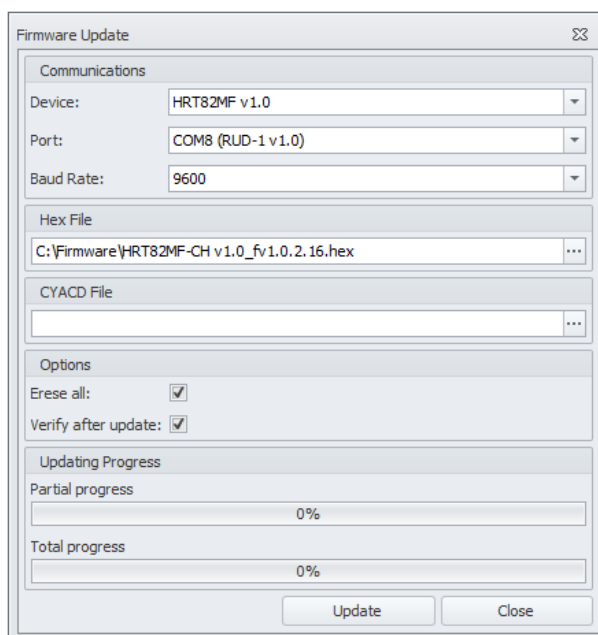 Firmware Update
Communications
Device: HRT82MF v1.0
Port: COM8 (RUD-1 v1.0)
Baud Rate: 9600
Hex File
C:\Firmware\HRT82MF-CH v1.0_fv1.0.2.16.hex ...
CYACD File
...
Options
Erese all:
Verify after update:
Updating Progress
Partial progress
0%
Total progress
0%
Update Close